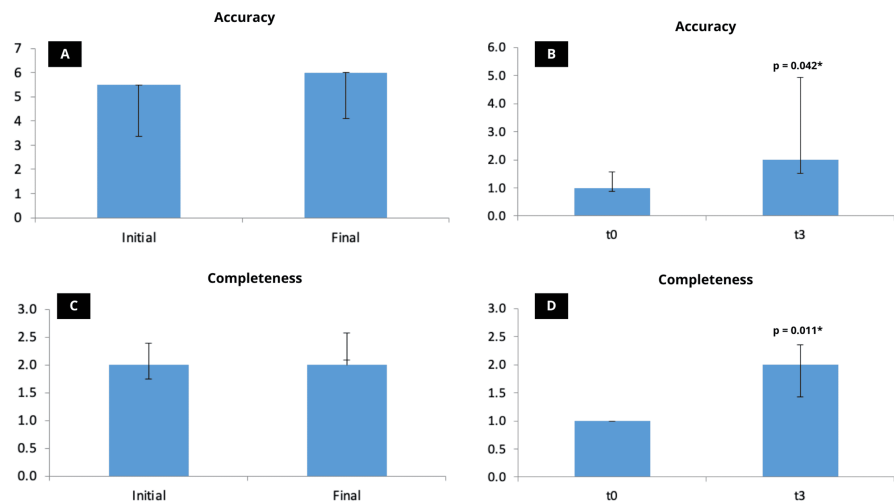 Accuracy
A
7
6
5
4
3
2
1
0
Initial
Final
Accuracy
B
6.0
5.0
4.0
3.0
2.0
1.0
0.0
p = 0.042*
t0
t3
Completeness
C
3.0
2.5
2.0
1.5
1.0
0.5
0.0
Initial
Final
Completeness
D
3.0
2.5
2.0
1.5
1.0
0.5
0.0
p = 0.011*
t0
t3